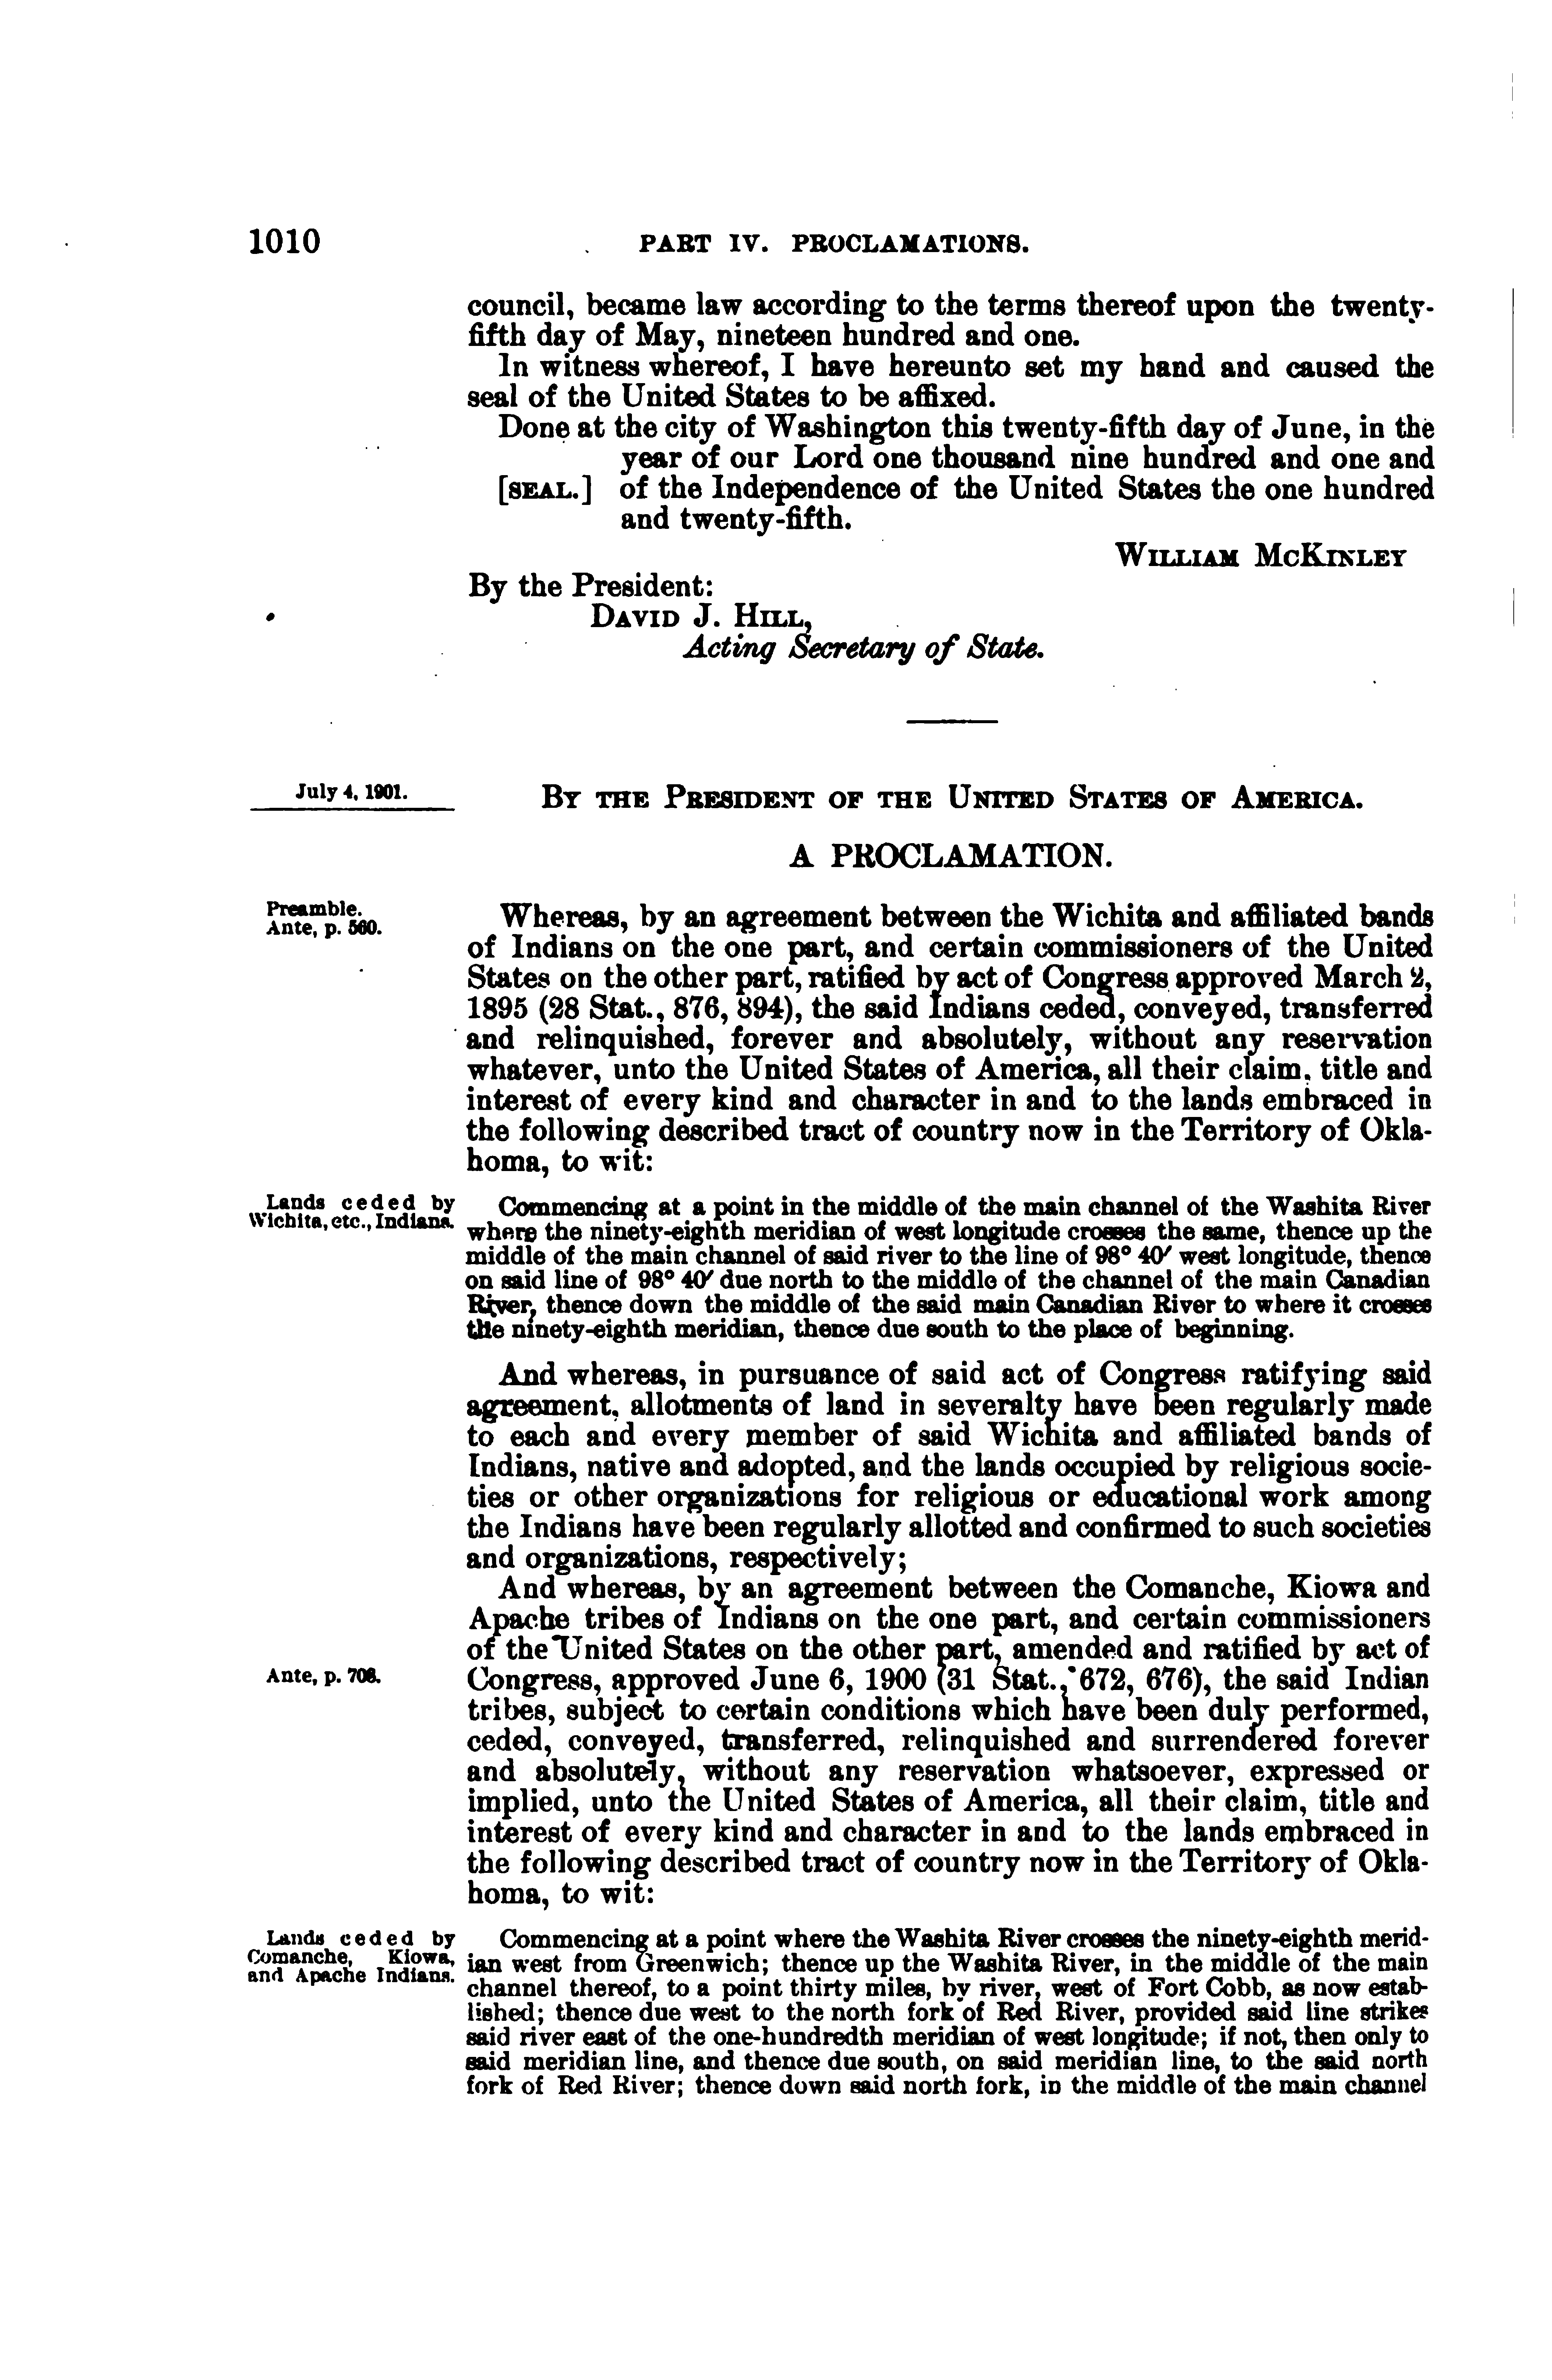 1010 PART IV. PROCLAMATIONS.
council, became law according to the terms thereof upon the twenty-
fifth day of May, nineteen hundred and one.
In witness whereof, I have hereunto set my hand and caused the
seal of the United States to be affixed.
Done at the city of Washington this twenty-fifth day of June, in the
year of our Lord one thousand nine hundred and one and
[SEAL.] of the Independence of the United States the one hundred
and twenty-fifth.
WILLIAM MCKINLEY
By the President:
DAVID J. HILL,
Acting Secretary of State.
July 4, 1901.
BY THE PRESIDENT OF THE UNITED STATES OF AMERICA.
A PROCLAMATION.
Preamble.
Ante, p. 560.
Whereas, by an agreement between the Wichita and affiliated bands
of Indians on the one part, and certain commissioners of the United
States on the other part, ratified by act of Congress approved March 2,
1895 (28 Stat., 876, 894), the said Indians ceded, conveyed, transferred
and relinquished, forever and absolutely, without any reservation
whatever, unto the United States of America, all their claim, title and
interest of every kind and character in and to the lands embraced in
the following described tract of country now in the Territory of Okla-
homa, to wit:
Lands ceded by
Wichita, etc., Indians.
Commencing at a point in the middle of the main channel of the Washita River
where the ninety-eighth meridian of west longitude crosses the same, thence up the
middle of the main channel of said river to the line of 98° 40′ west longitude, thence
on said line of 98° 40′ due north to the middle of the channel of the main Canadian
River, thence down the middle of the said main Canadian River to where it crosses
the ninety-eighth meridian, thence due south to the place of beginning.
And whereas, in pursuance of said act of Congress ratifying said
agreement, allotments of land in severalty have been regularly made
to each and every member of said Wichita and affiliated bands of
Indians, native and adopted, and the lands occupied by religious socie-
ties or other organizations for religious or educational work among
the Indians have been regularly allotted and confirmed to such societies
and organizations, respectively;
And whereas, by an agreement between the Comanche, Kiowa and
Apache tribes of Indians on the one part, and certain commissioners
of the United States on the other part, amended and ratified by act of
Ante, p. 708.
Congress, approved June 6, 1900 (31 Stat., 672, 676), the said Indian
tribes, subject to certain conditions which have been duly performed,
ceded, conveyed, transferred, relinquished and surrendered forever
and absolutely, without any reservation whatsoever, expressed or
implied, unto the United States of America, all their claim, title and
interest of every kind and character in and to the lands embraced in
the following described tract of country now in the Territory of Okla-
homa, to wit:
Lands ceded by
Comanche, Kiowa,
and Apache Indians.
Commencing at a point where the Washita River crosses the ninety-eighth merid-
ian west from Greenwich; thence up the Washita River, in the middle of the main
channel thereof, to a point thirty miles, by river, west of Fort Cobb, as now estab-
lished; thence due west to the north fork of Red River, provided said line strikes
said river east of the one-hundredth meridian of west longitude; if not, then only to
said meridian line, and thence due south, on said meridian line, to the said north
fork of Red River; thence down said north fork, in the middle of the main channel